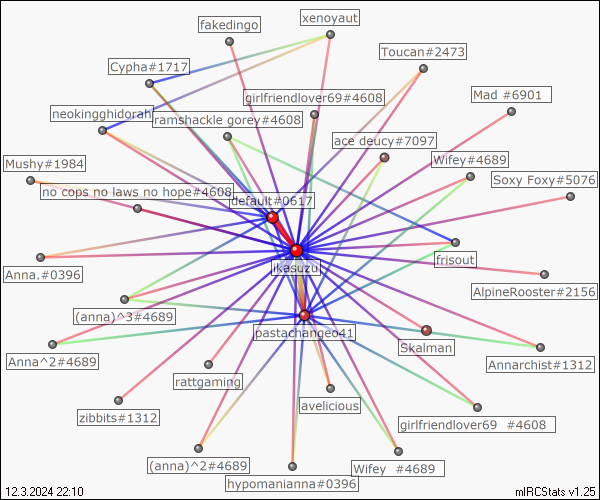 fakedingo
xenoyaut
Toucan#2473
Cypha#1717
girlfriendlover69#4608
Mad #6901
neokingghidorah
ramshackle gorey#4608
ace deucy#7097
Mushy#1984
Wifey#4689
no cops no laws no hope#4608
default#0617
Soxy Foxy#5076
Anna.#0396
ikasuzu
frisout
AlpineRooster#2156
(anna)^3#4689
pastachangeo41
Skalman
Anna^2#4689
Annarchist#1312
rattgaming
zibbits#1312
avelicious
girlfriendlover69  #4608
(anna)^2#4689
Wifey  #4689
hypomanianna#0396
12.3.2024 22:10
mIRCStats v1.25